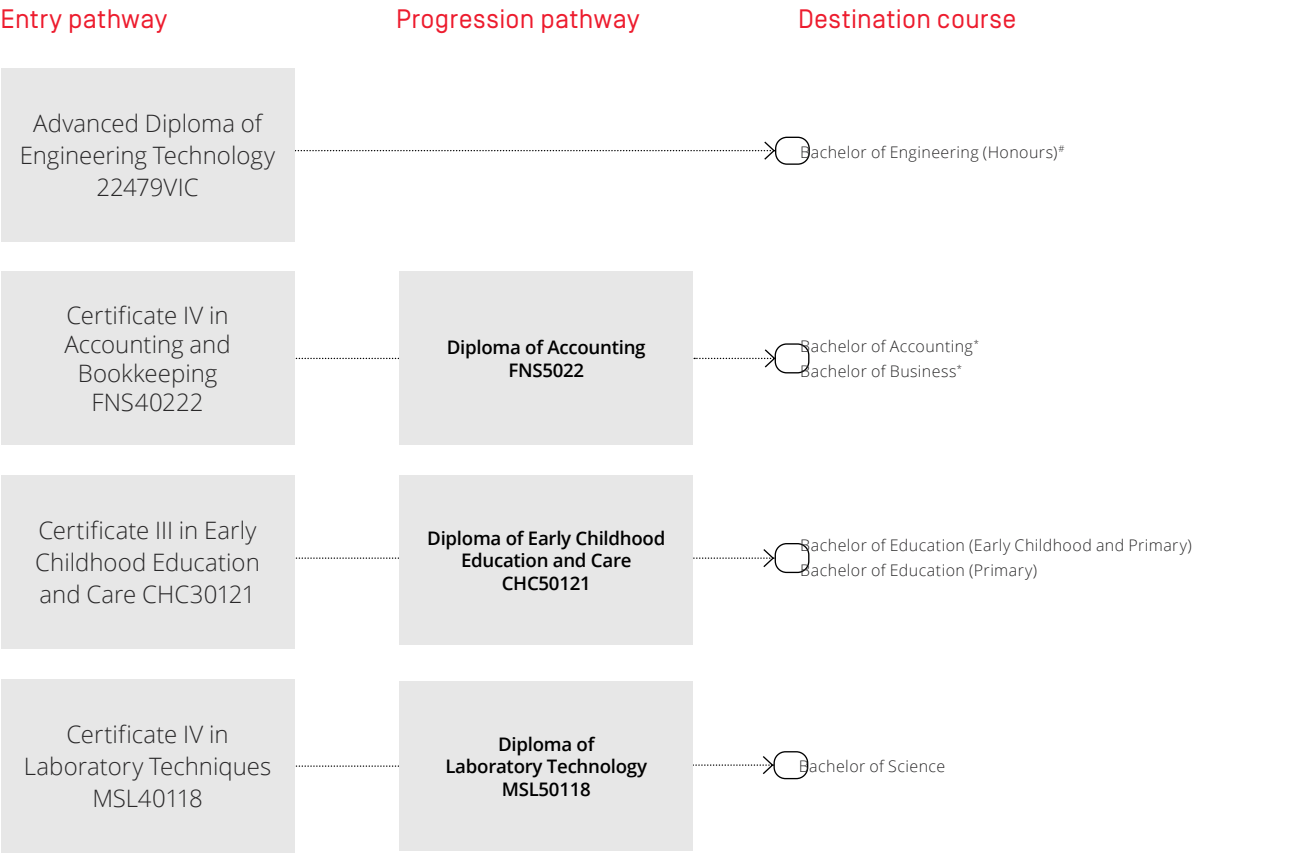 Entry pathway
Progression pathway
Destination course
Advanced Diploma of
Engineering Technology
22479VIC
Bachelor of Engineering (Honours)#
Certificate IV in
Accounting and
Bookkeeping
FNS40222
Diploma of Accounting
FNS5022
Bachelor of Accounting*
Bachelor of Business*
Certificate III in Early
Childhood Education
and Care CHC30121
Diploma of Early Childhood
Education and Care
CHC50121
Bachelor of Education (Early Childhood and Primary)
Bachelor of Education (Primary)
Certificate IV in
Laboratory Techniques
MSL40118
Diploma of
Laboratory Technology
MSL50118
Bachelor of Science